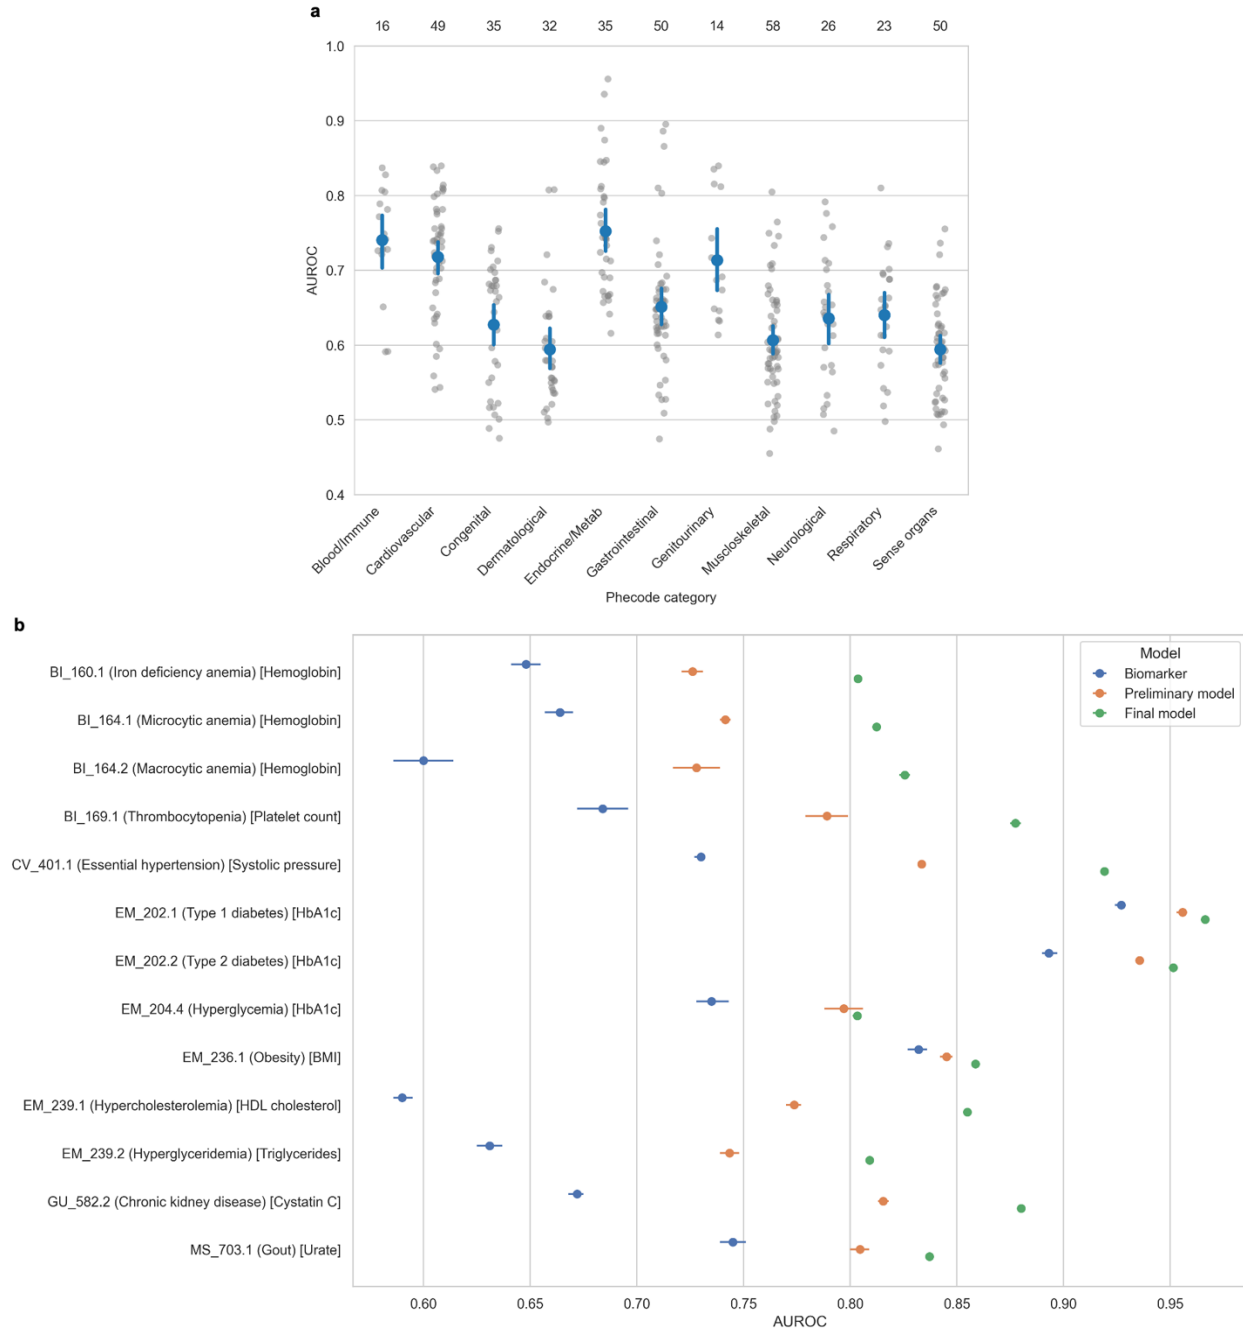 a
16 49 35 32 35 50 14 58 26 23 50
1.0
0.9
0.8
0.7
0.6
0.5
0.4
AUROC
Blood/Immune
Cardiovascular
Congenital
Dermatological
Endocrine/Metab
Gastrointestinal
Genitourinary
Muscloskeletal
Neurological
Respiratory
Sense organs
Phecode category
b
Model
Biomarker
Preliminary model
Final model
BI_160.1 (Iron deficiency anemia) [Hemoglobin]
BI_164.1 (Microcytic anemia) [Hemoglobin]
BI_164.2 (Macrocytic anemia) [Hemoglobin]
BI_169.1 (Thrombocytopenia) [Platelet count]
CV_401.1 (Essential hypertension) [Systolic pressure]
EM_202.1 (Type 1 diabetes) [HbA1c]
EM_202.2 (Type 2 diabetes) [HbA1c]
EM_204.4 (Hyperglycemia) [HbA1c]
EM_236.1 (Obesity) [BMI]
EM_239.1 (Hypercholesterolemia) [HDL cholesterol]
EM_239.2 (Hyperglyceridemia) [Triglycerides]
GU_582.2 (Chronic kidney disease) [Cystatin C]
MS_703.1 (Gout) [Urate]
0.60 0.65 0.70 0.75 0.80 0.85 0.90 0.95
AUROC